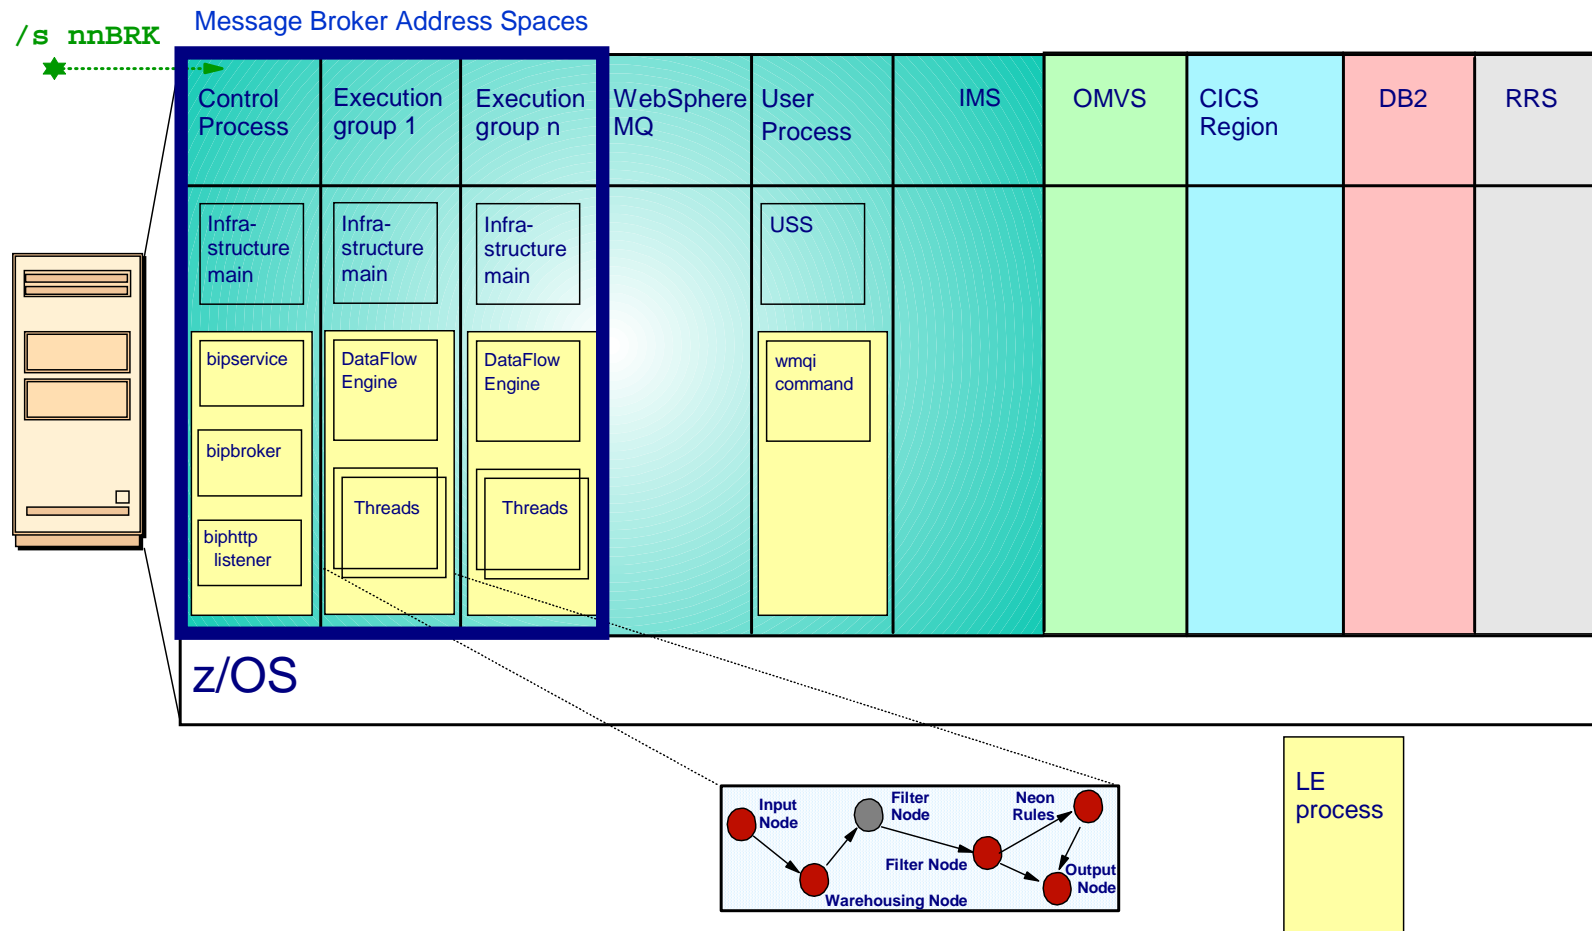 Message Broker Address Spaces
/s nnBRK
Control
Process
Execution
group 1
Execution
group n
WebSphere
MQ
User
Process
IMS
OMVS
CICS
Region
DB2
RRS
Infra-
structure
main
Infra-
structure
main
Infra-
structure
main
USS
bipservice
DataFlow
Engine
DataFlow
Engine
wmqi
command
bipbroker
Threads
Threads
biphttp
listener
z/OS
Input
Node
Filter
Node
Neon
Rules
Filter Node
Output
Node
Warehousing Node
LE
process